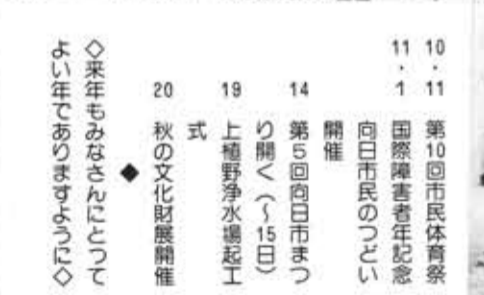 10・11　第10回市民体育祭
11・1　国際障害者年記念
向日市民のつどい
開催
14　第5回向日市まつ
り開く（～15日）
19　上植野浄水場起工
式
20　秋の文化財展開催
◆
◇来年もみなさんにとって
よい年でありますように◇